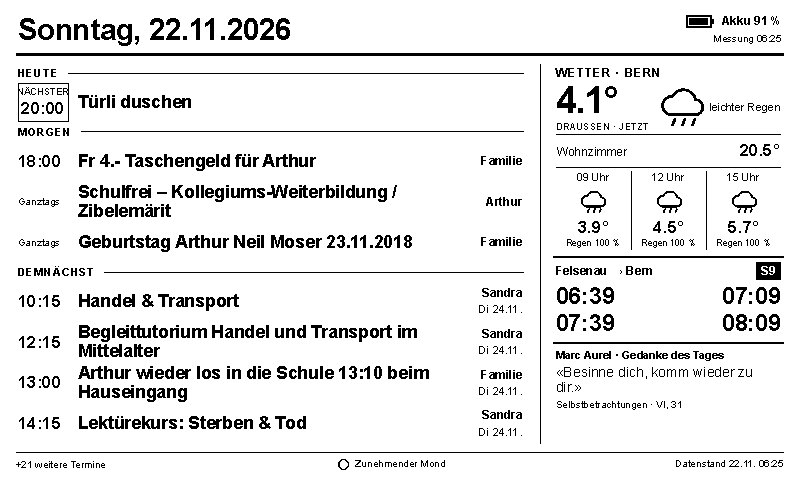 Sonntag, 22.11.2026
Akku 91 %
Messung 06:25
HEUTE
NÄCHSTER
20:00 Türli duschen
MORGEN
18:00 Fr 4.- Taschengeld für Arthur Familie
Ganztags Schulfrei – Kollegiums-Weiterbildung /
Zibelemärit Arthur
Ganztags Geburtstag Arthur Neil Moser 23.11.2018 Familie
DEMNÄCHST
10:15 Handel & Transport Sandra
Di 24.11.
12:15 Begleittutorium Handel und Transport im
Mittelalter Sandra
Di 24.11.
13:00 Arthur wieder los in die Schule 13:10 beim
Hauseingang Familie
Di 24.11.
14:15 Lektürekurs: Sterben & Tod Sandra
Di 24.11.
WETTER · BERN
4.1° leichter Regen
DRAUSSEN · JETZT
Wohnzimmer 20.5°
09 Uhr 12 Uhr 15 Uhr
3.9° 4.5° 5.7°
Regen 100 % Regen 100 % Regen 100 %
Felsenau › Bern S9
06:39 07:09
07:39 08:09
Marc Aurel · Gedanke des Tages
«Besinne dich, komm wieder zu
dir.»
Selbstbetrachtungen · VI, 31
+21 weitere Termine
Zunehmender Mond
Datenstand 22.11. 06:25